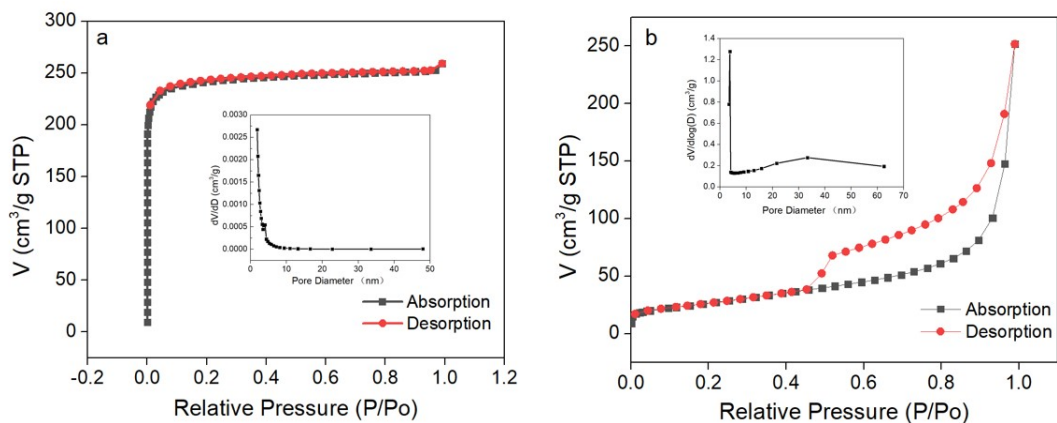 a
V (cm³/g STP)
300
250
200
150
100
50
0
-0.2 0.0 0.2 0.4 0.6 0.8 1.0 1.2
Relative Pressure (P/Po)
Absorption
Desorption
dV/dD (cm³/g)
0.0030
0.0025
0.0020
0.0015
0.0010
0.0005
0.0000
0 10 20 30 40 50
Pore Diameter （nm）
b
V (cm³/g STP)
250
200
150
100
50
0
0.0 0.2 0.4 0.6 0.8 1.0
Relative Pressure (P/Po)
Absorption
Desorption
dV/dlog(D) (cm³/g)
1.4
1.2
1.0
0.8
0.6
0.4
0.2
0.0
0 10 20 30 40 50 60 70
Pore Diameter （nm）